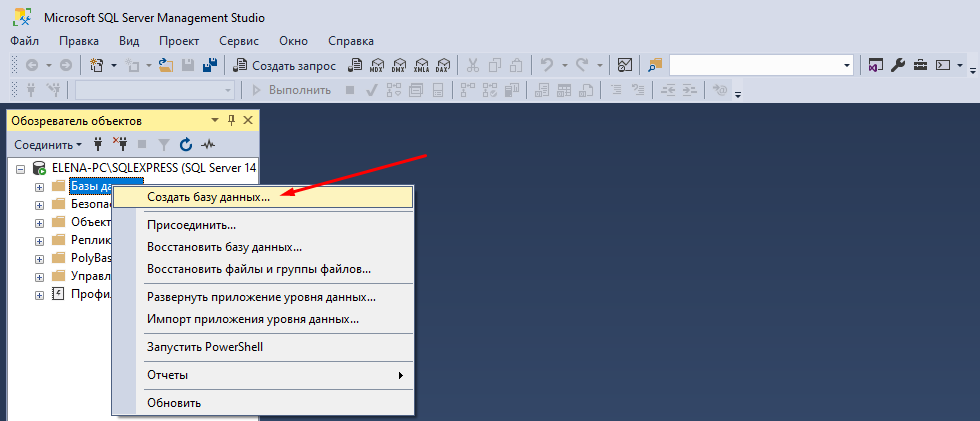 Microsoft SQL Server Management Studio
Файл Правка Вид Проект Сервис Окно Справка
Создать запрос MDX DMX XMLA DAX
Выполнить
Обозреватель объектов
Соединить
ELENA-PC\SQLEXPRESS (SQL Server 14
Базы да
Создать базу данных...
Безопас
Объект
Присоединить...
Реплик
Восстановить базу данных...
PolyBas
Восстановить файлы и группы файлов...
Управл
Профил
Развернуть приложение уровня данных...
Импорт приложения уровня данных...
Запустить PowerShell
Отчеты
Обновить